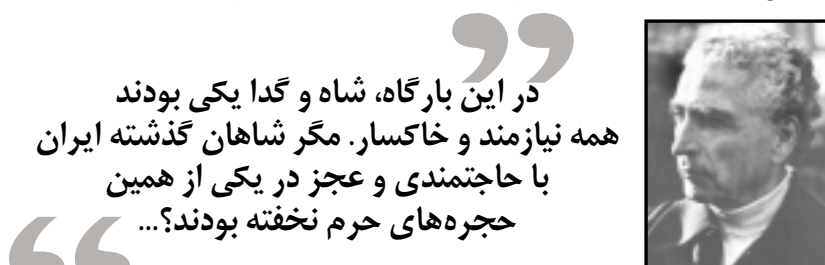 در این بارگاه، شاه و گدا یکی بودند
همه نیازمند و خاکسار. مگر شاهان گذشته ایران
با حاجتمندی و عجز در یکی از همین
حجره‌های حرم نخفته بودند؟...